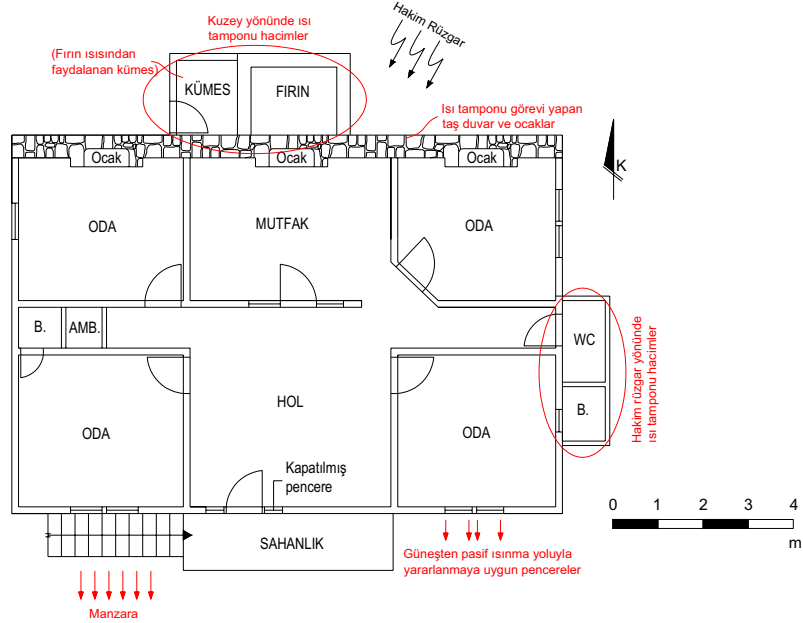 Kuzey yönünde ısı
tamponu hacimler
Hakim Rüzgar
(Fırın ısısından
faydalanan kümes)
KÜMES
FIRIN
Isı tamponu görevi yapan
taş duvar ve ocaklar
Ocak
Ocak
Ocak
K
ODA
MUTFAK
ODA
B.
AMB.
WC
B.
Hakim rüzgar yönünde
ısı tamponu hacimler
HOL
ODA
ODA
Kapatılmış
pencere
SAHANLIK
0
1
2
3
4
m
Güneşten pasif ısınma yoluyla
yararlanmaya uygun pencereler
Manzara